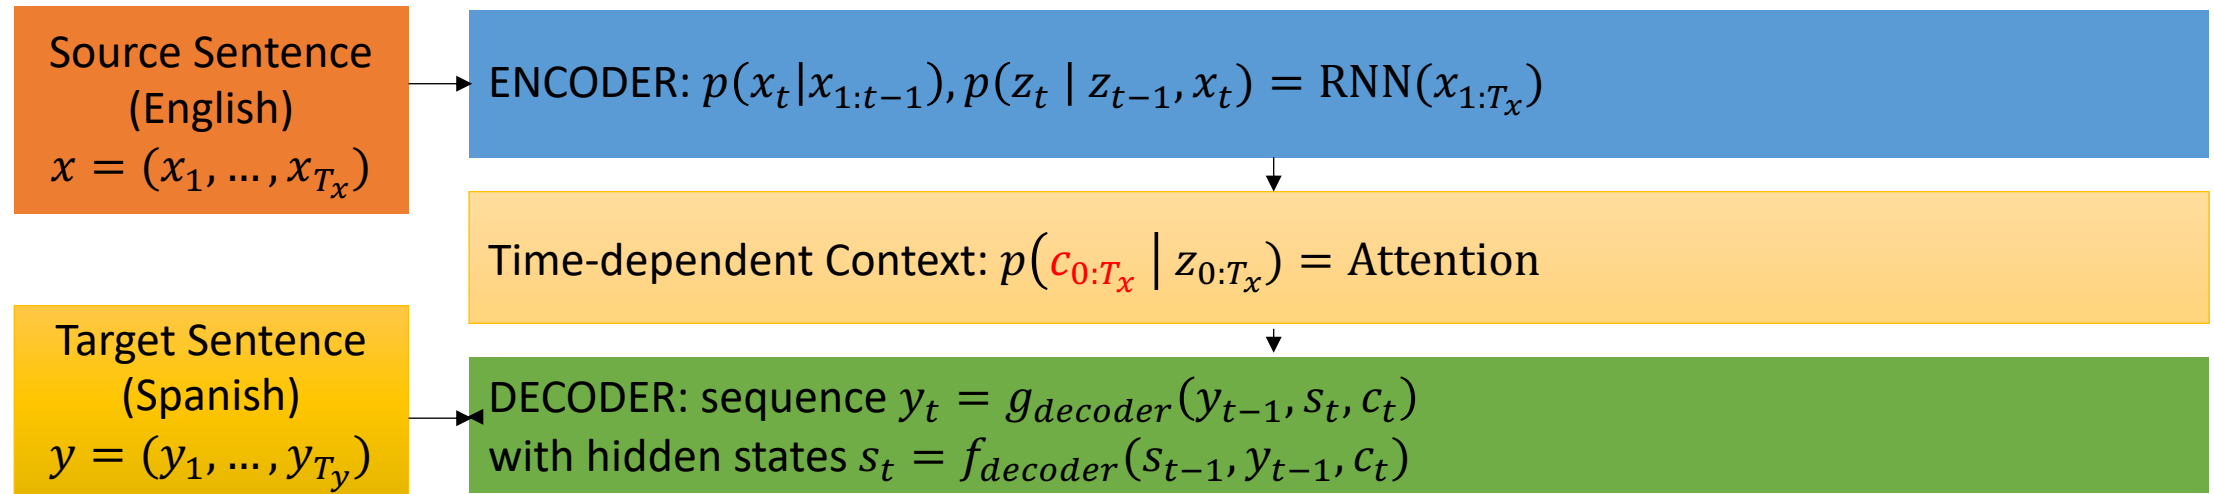 Source Sentence
(English)
x = (x_1, … , x_{T_x})
ENCODER: p(x_t|x_{1:t−1}), p(z_t | z_{t−1}, x_t) = RNN(x_{1:T_x})
Time-dependent Context: p(c_{0:T_x} | z_{0:T_x}) = Attention
Target Sentence
(Spanish)
y = (y_1, … , y_{T_y})
DECODER: sequence y_t = g_{decoder}(y_{t−1}, s_t, c_t)
with hidden states s_t = f_{decoder}(s_{t−1}, y_{t−1}, c_t)